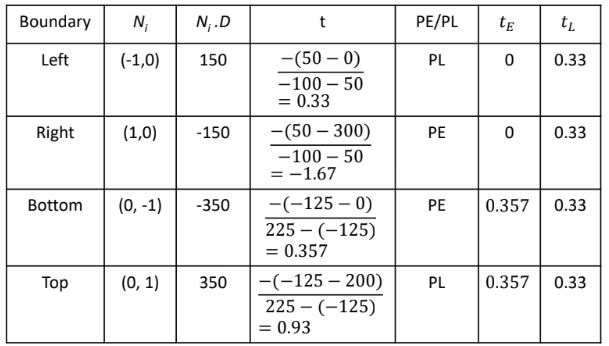 Boundary N_i N_i.D t PE/PL t_E t_L
Left (-1,0) 150 −(50 − 0) PL 0 0.33
−100 − 50
= 0.33
Right (1,0) -150 −(50 − 300) PE 0 0.33
−100 − 50
= −1.67
Bottom (0, -1) -350 −(−125 − 0) PE 0.357 0.33
225 − (−125)
= 0.357
Top (0, 1) 350 −(−125 − 200) PL 0.357 0.33
225 − (−125)
= 0.93